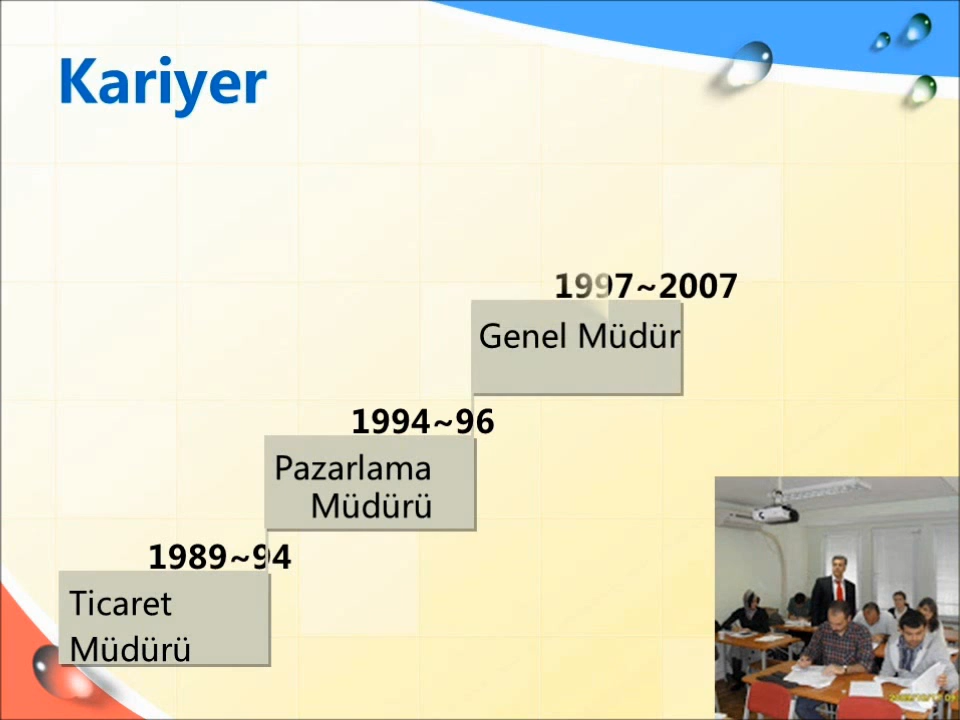 Kariyer
1997~2007
Genel Müdür
1994~96
Pazarlama
Müdürü
1989~94
Ticaret
Müdürü